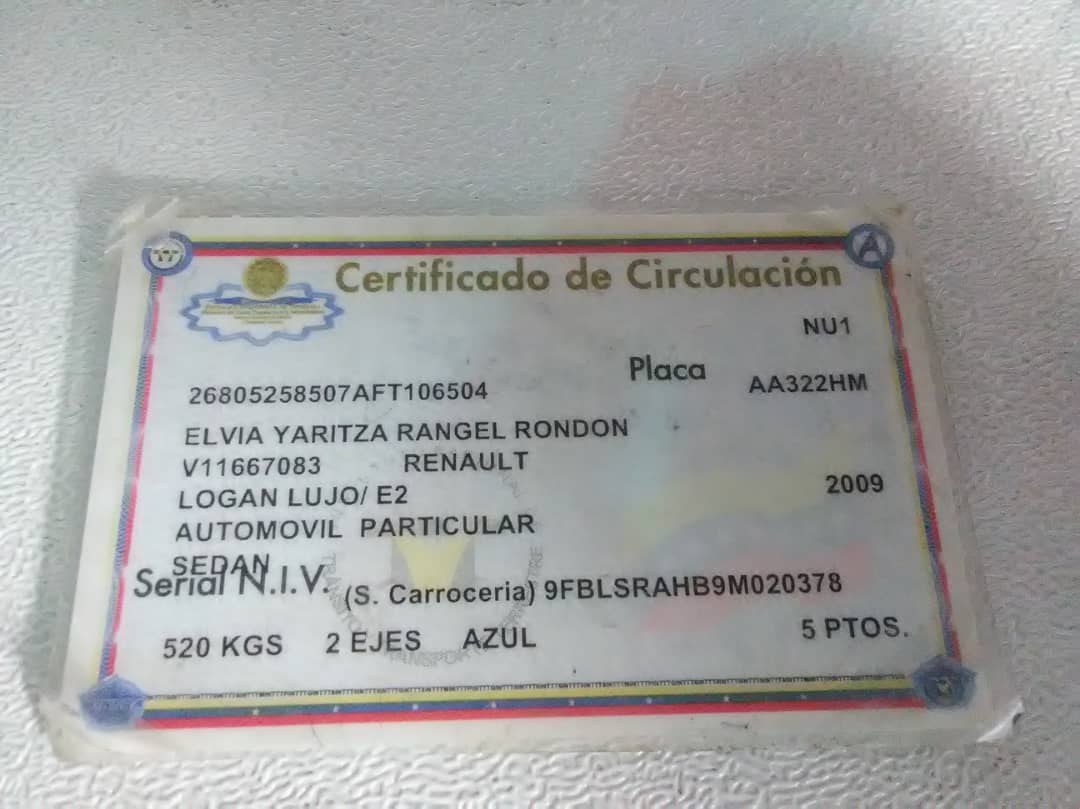 Certificado de Circulación
NU1
Placa
AA322HM
26805258507AFT106504
ELVIA YARITZA RANGEL RONDON
V11667083 RENAULT
LOGAN LUJO/ E2 2009
AUTOMOVIL PARTICULAR
SEDAN
Serial N.I.V. (S. Carroceria) 9FBLSRAHB9M020378
520 KGS 2 EJES AZUL 5 PTOS.